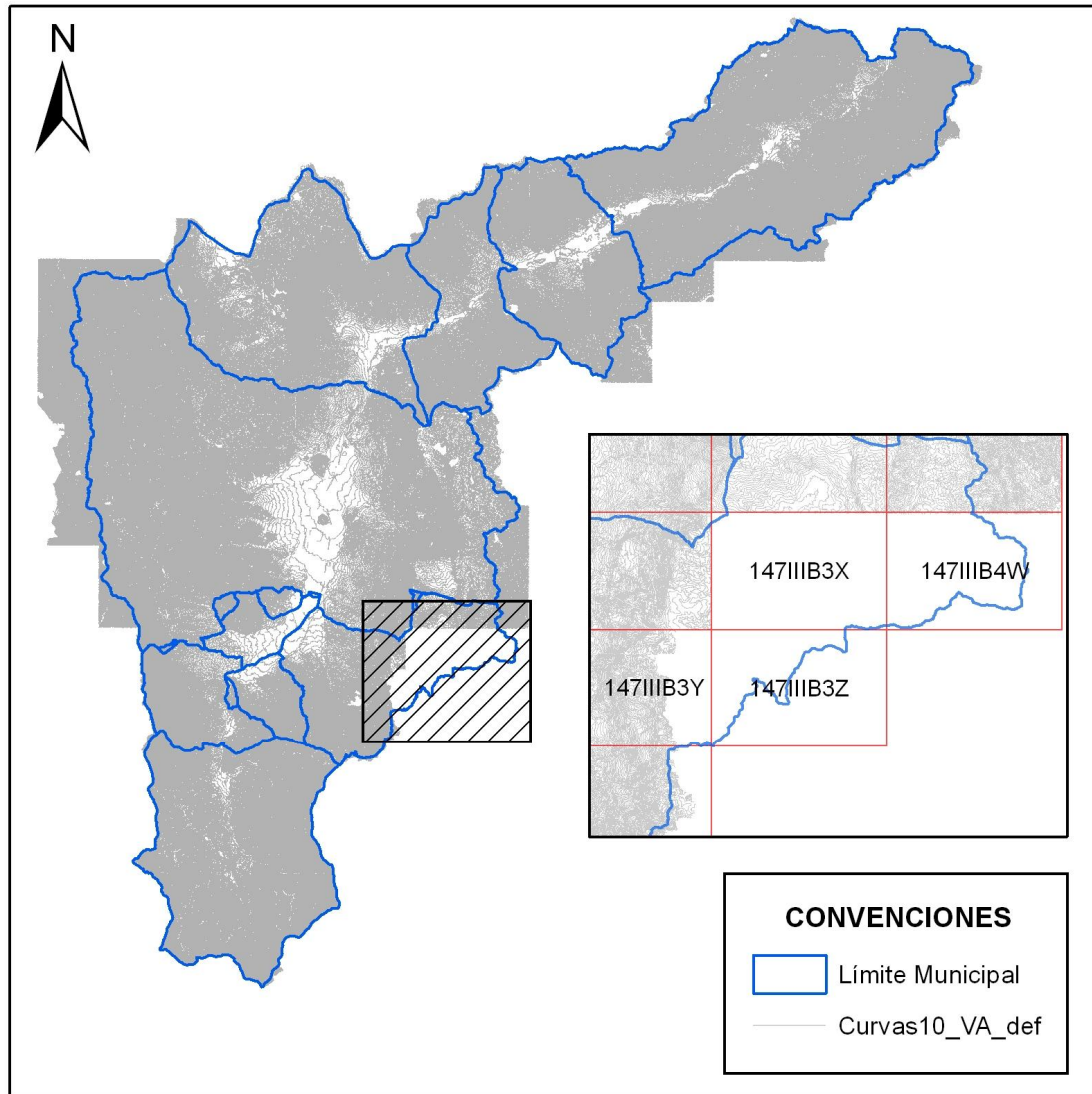 N
147IIIB3X
147IIIB4W
147IIIB3Y
147IIIB3Z
CONVENCIONES
Límite Municipal
Curvas10_VA_def